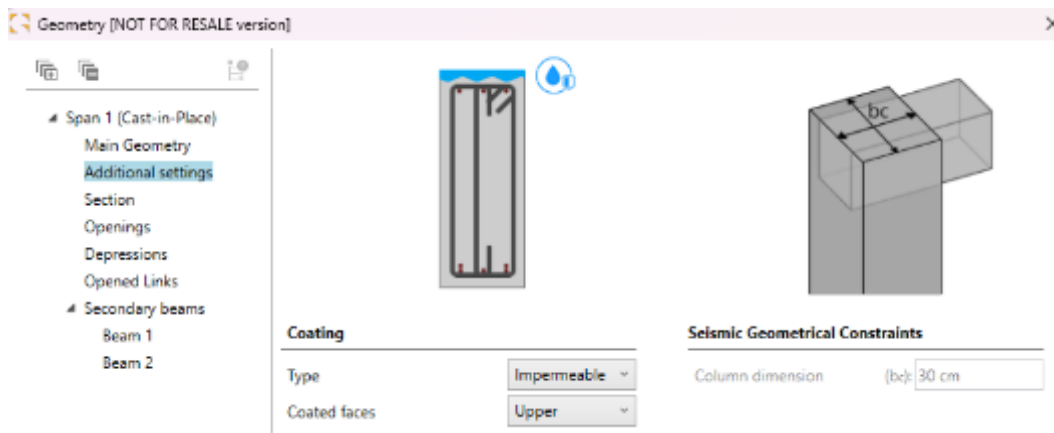 Geometry [NOT FOR RESALE version]
Span 1 (Cast-in-Place)
Main Geometry
Additional settings
Section
Openings
Depressions
Opened Links
Secondary beams
Beam 1
Beam 2
bc
Coating
Type Impermeable
Coated faces Upper
Seismic Geometrical Constraints
Column dimension (bc): 30 cm